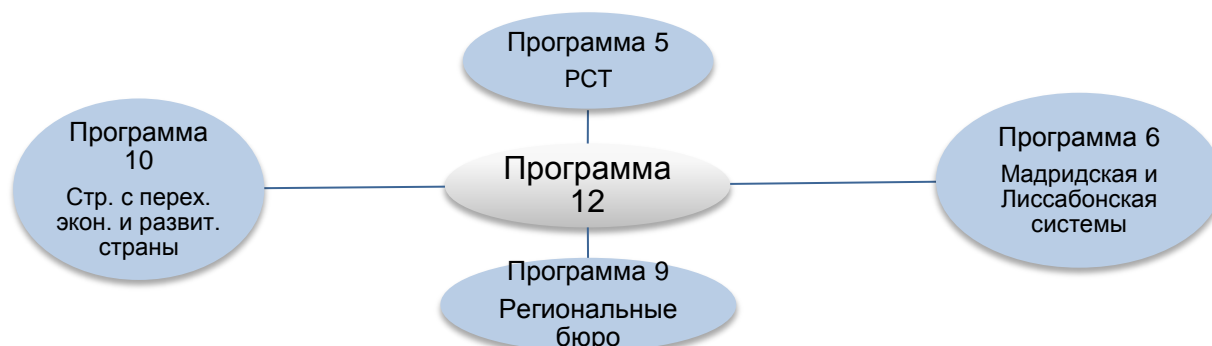 Программа 5
РСТ
Программа
10
Стр. с перех.
экон. и развит.
страны
Программа
12
Программа 6
Мадридская и
Лиссабонская
системы
Программа 9
Региональные
бюро